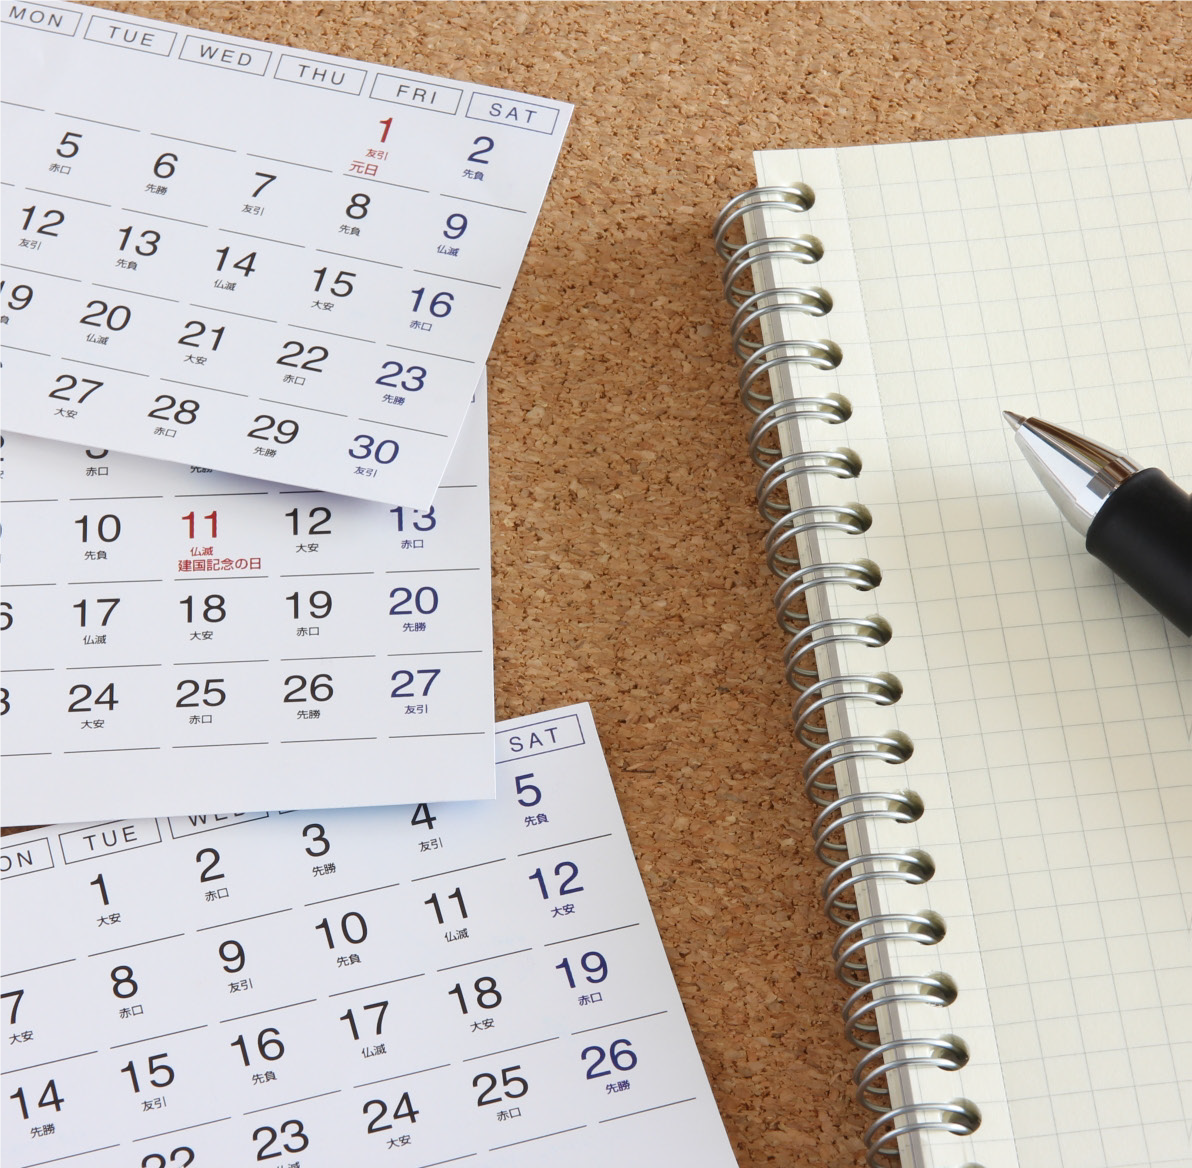 MON TUE WED THU FRI SAT
1 2
友引 先負
元日
5 6 7 8 9
赤口 先勝 友引 先負 仏滅
12 13 14 15 16
友引 先負 仏滅 大安 赤口
19 20 21 22 23
仏滅 大安 赤口 先勝
27 28 29 30
大安 赤口 先勝 友引
赤口 先勝
10 11 12 13
先負 仏滅 大安 赤口
建国記念の日
17 18 19 20
仏滅 大安 赤口 先勝
24 25 26 27
大安 赤口 先勝 友引
TUE SAT
1 2 3 4 5
大安 赤口 先勝 友引 先負
7 8 9 10 11 12
大安 赤口 友引 先負 仏滅 大安
14 15 16 17 18 19
先勝 友引 先負 仏滅 大安 赤口
22 23 24 25 26
大安 赤口 先勝